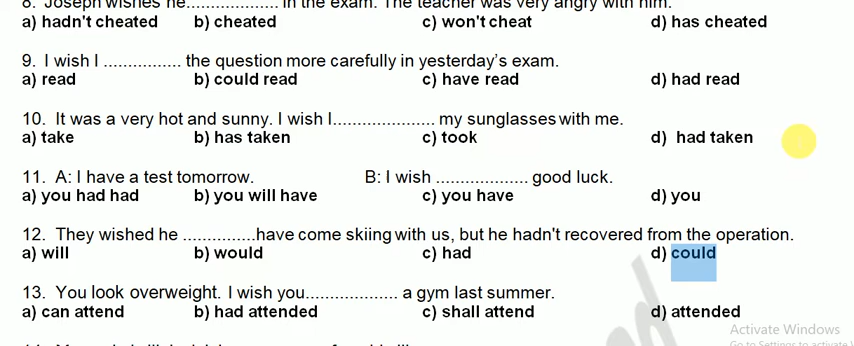 8. Joseph wishes he................... in the exam. The teacher was very angry with him.
a) hadn't cheated b) cheated c) won't cheat d) has cheated
9. I wish I ................ the question more carefully in yesterday's exam.
a) read b) could read c) have read d) had read
10. It was a very hot and sunny. I wish I..................... my sunglasses with me.
a) take b) has taken c) took d) had taken
11. A: I have a test tomorrow. B: I wish ................... good luck.
a) you had had b) you will have c) you have d) you
12. They wished he ...............have come skiing with us, but he hadn't recovered from the operation.
a) will b) would c) had d) could
13. You look overweight. I wish you................... a gym last summer.
a) can attend b) had attended c) shall attend d) attended
Activate Windows